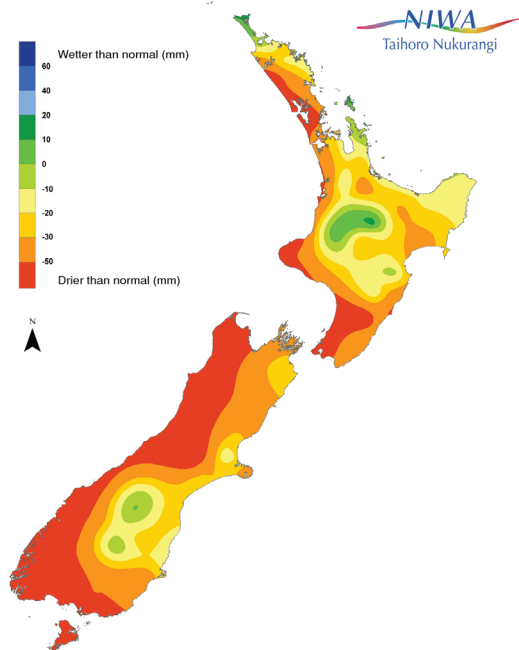 NIWA
Taihoro Nukurangi
Wetter than normal (mm)
60
40
20
10
0
-10
-20
-30
-50
Drier than normal (mm)
N